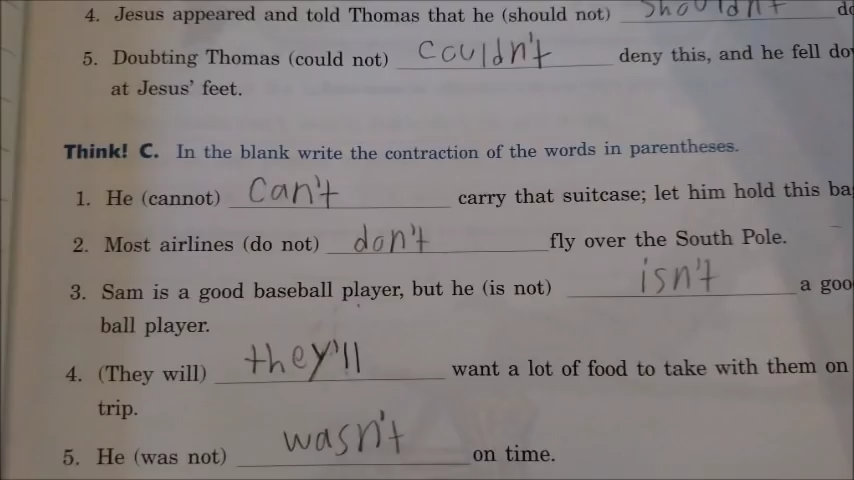 4. Jesus appeared and told Thomas that he (should not) shouldn't
5. Doubting Thomas (could not) couldn't deny this, and he fell
at Jesus' feet.
Think! C. In the blank write the contraction of the words in parentheses.
1. He (cannot) can't carry that suitcase; let him hold this
2. Most airlines (do not) don't fly over the South Pole.
3. Sam is a good baseball player, but he (is not) isn't a
ball player.
4. (They will) they'll want a lot of food to take with them on
trip.
5. He (was not) wasn't on time.